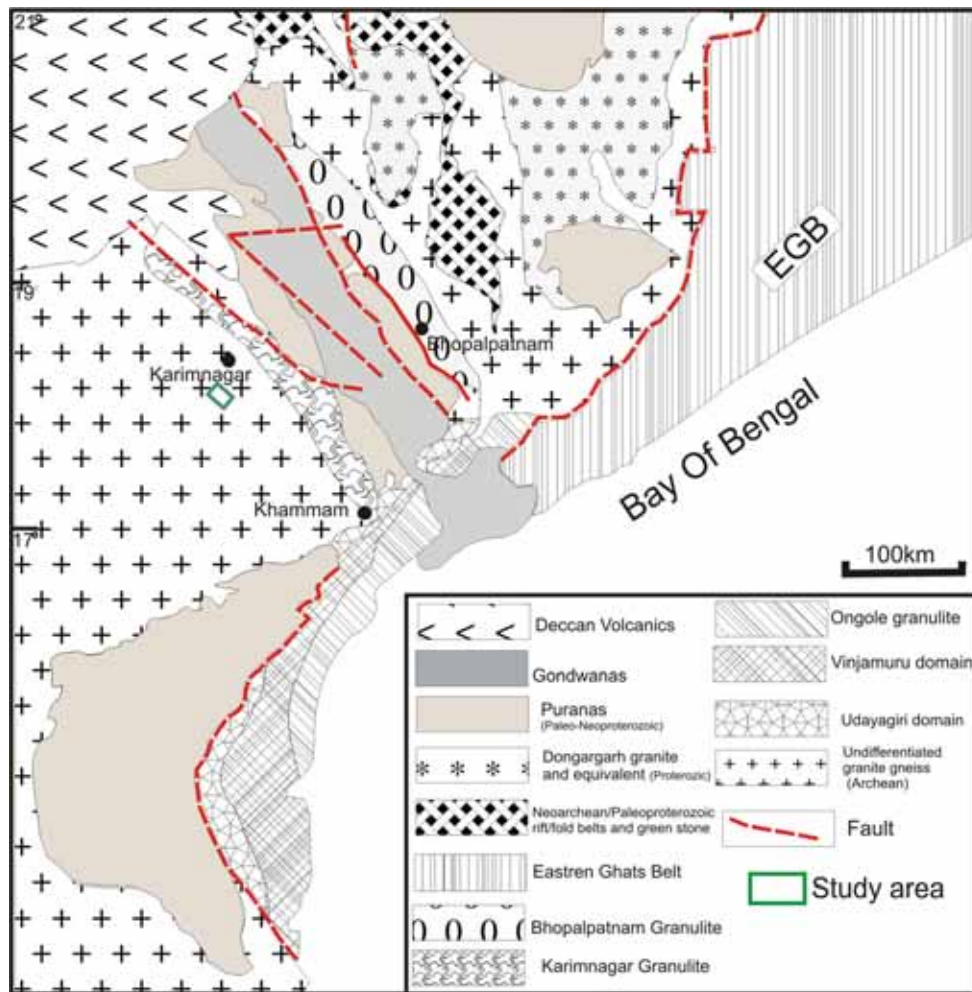 21°
EGB
19
Bhopalpatnam
Karimnagar
Bay Of Bengal
Khammam
17°
100km
Deccan Volcanics
Gondwanas
Puranas
(Paleo-Neoproterozoic)
Dongargarh granite
and equivalent (Proterozic)
Neoarchean/Paleoproterozoic
rift/fold belts and green stone
Eastren Ghats Belt
Bhopalpatnam Granulite
Karimnagar Granulite
Ongole granulite
Vinjamuru domain
Udayagiri domain
Undifferentiated
granite gneiss
(Archean)
Fault
Study area